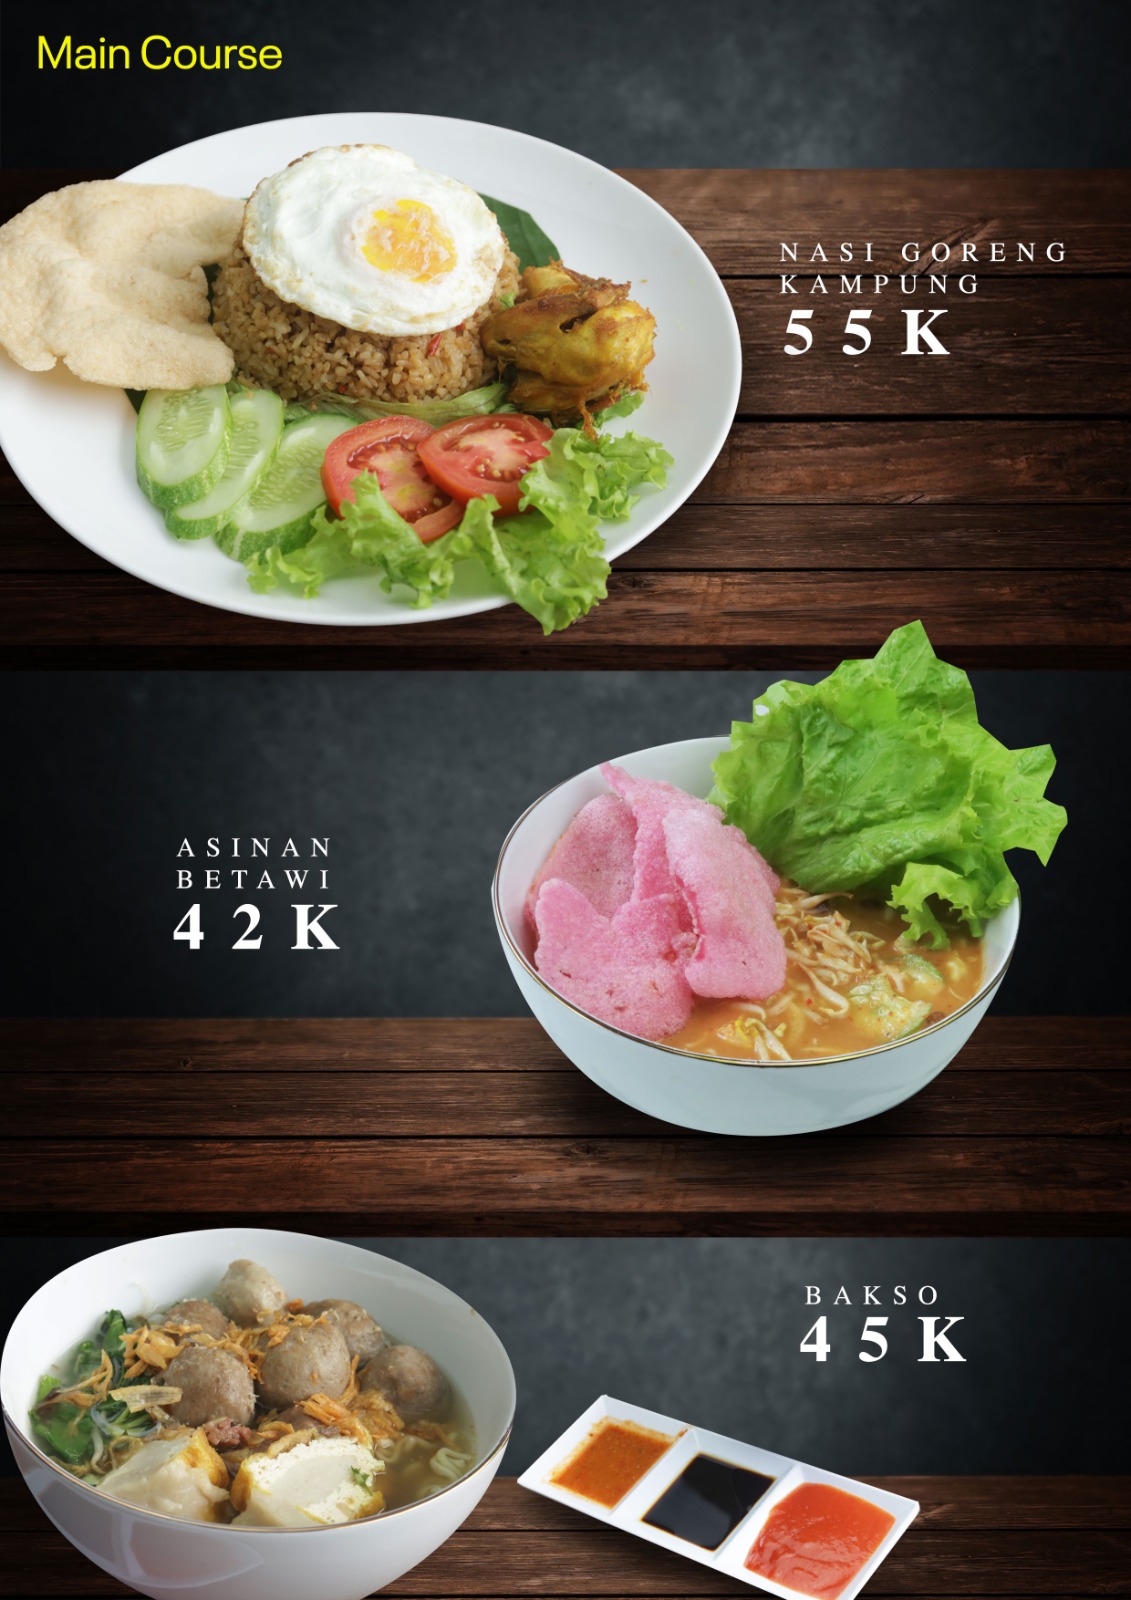 Main Course
NASI GORENG
KAMPUNG
55K
ASINAN
BETAWI
42K
BAKSO
45K